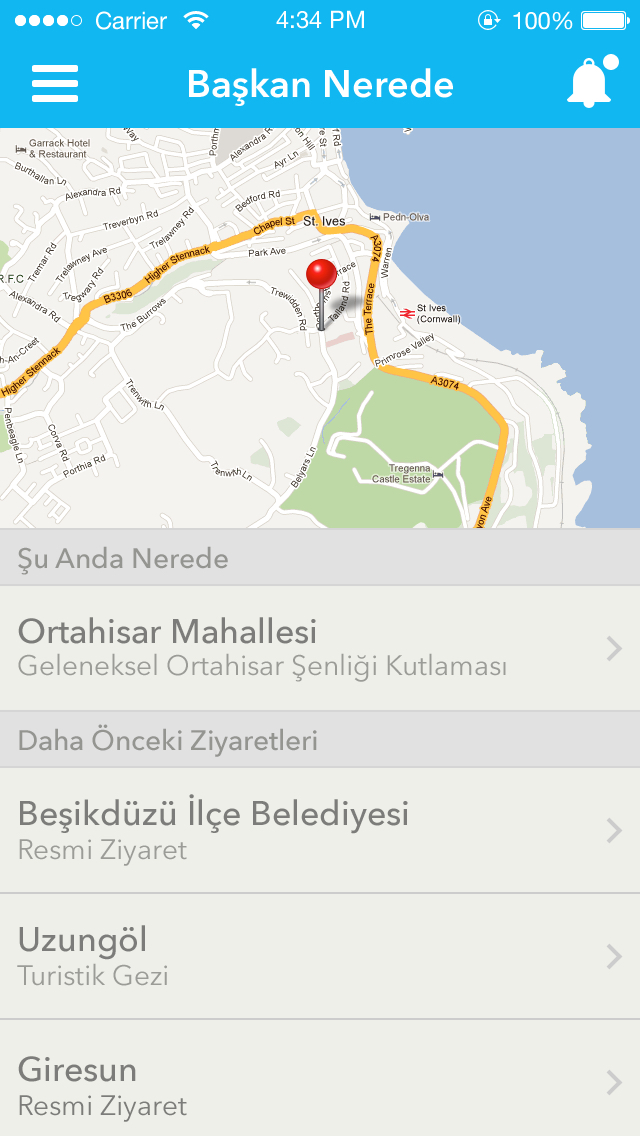 Carrier
4:34 PM
100%
Başkan Nerede
Garrack Hotel
& Restaurant
Burthallan Ln
Alexandra Rd
Alexandra R
Ayr Ln
Bedford Rd
Treverbyn Rd
Trelawney Rd
Chapel St
St. Ives
Pedn-Olva
A3074
Warren
Tremar Rd
Trelawney Ave
Tregwary Rd
Higher Stennack
Park Ave
R.F.C
Alexandra Rd
B3306
The Burrows
Trewidden Rd
Talland Rd
The Terrace
St Ives
(Cornwall)
Primrose Valley
Higher Stennack
A3074
Trenwith Ln
Penbeagle Ln
Corva Rd
Porthia Rd
Trenwith Ln
Belyars Ln
Tregenna
Castle Estate
Şu Anda Nerede
Ortahisar Mahallesi
Geleneksel Ortahisar Şenliği Kutlaması
Daha Önceki Ziyaretleri
Beşikdüzü İlçe Belediyesi
Resmi Ziyaret
Uzungöl
Turistik Gezi
Giresun
Resmi Ziyaret